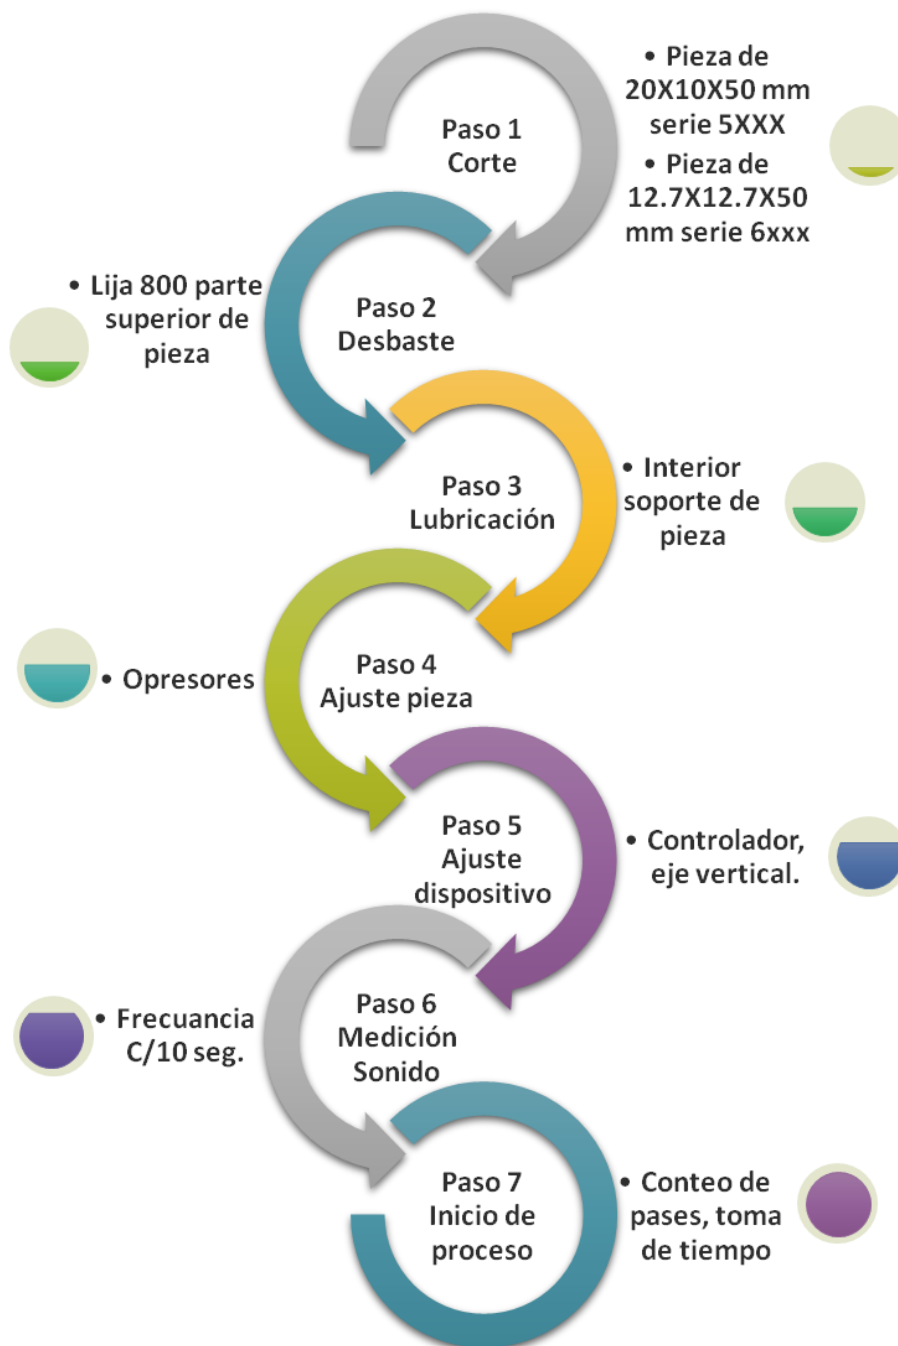 Paso 1
Corte
• Pieza de
20X10X50 mm
serie 5XXX
• Pieza de
12.7X12.7X50
mm serie 6xxx
• Lija 800 parte
superior de
pieza
Paso 2
Desbaste
Paso 3
Lubricación
• Interior
soporte de
pieza
• Opresores
Paso 4
Ajuste pieza
Paso 5
Ajuste
dispositivo
• Controlador,
eje vertical.
• Frecuancia
C/10 seg.
Paso 6
Medición
Sonido
Paso 7
Inicio de
proceso
• Conteo de
pases, toma
de tiempo